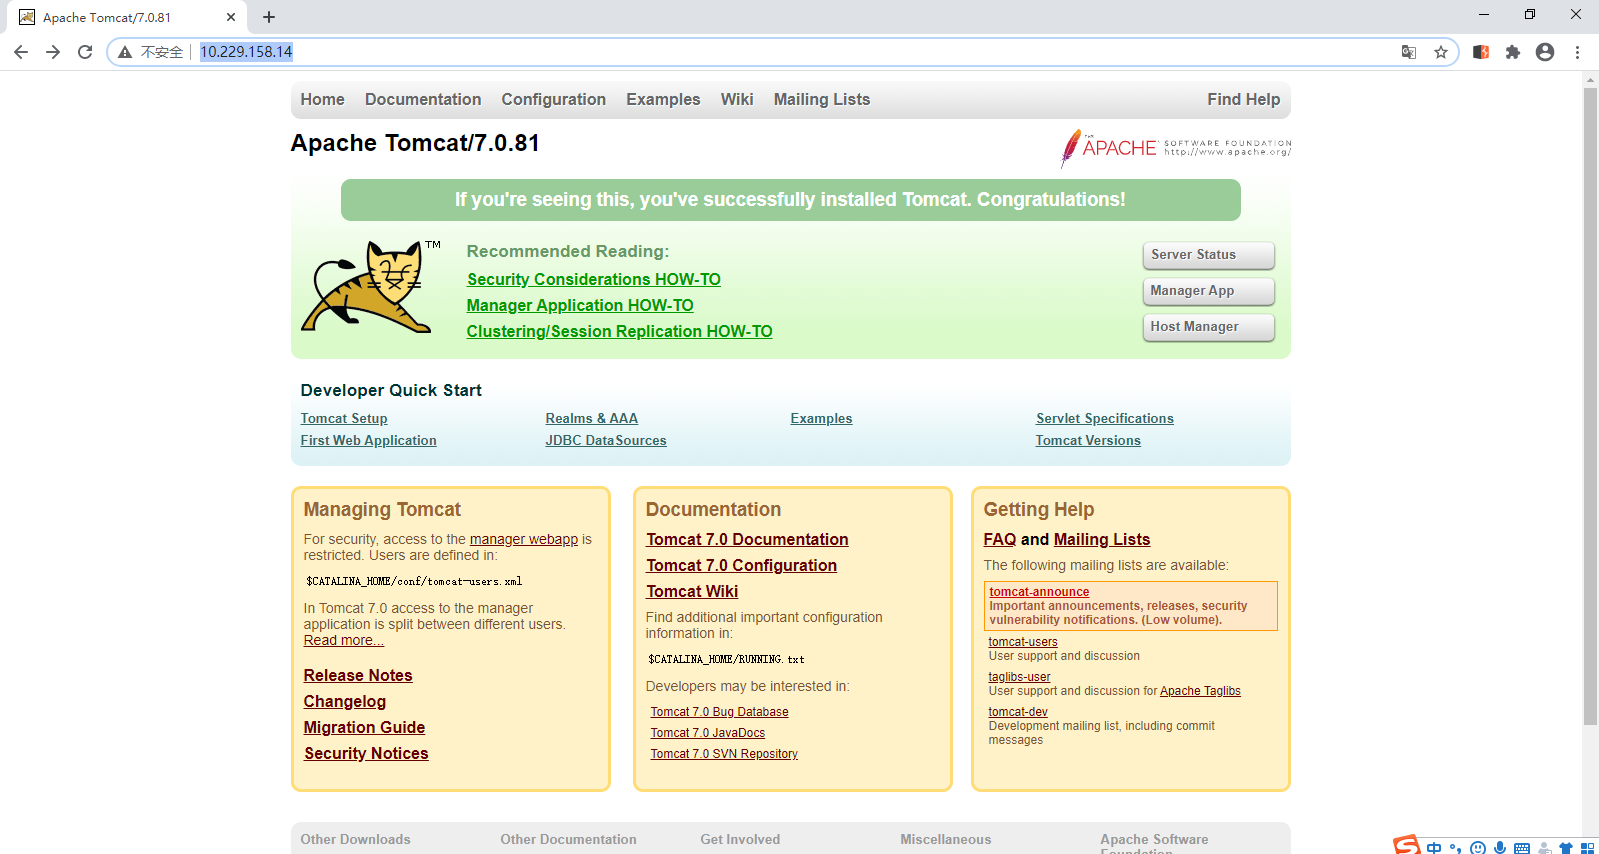 Apache Tomcat/7.0.81
不安全
10.229.158.14
Home Documentation Configuration Examples Wiki Mailing Lists Find Help
Apache Tomcat/7.0.81
THE APACHE SOFTWARE FOUNDATION
http://www.apache.org/
If you're seeing this, you've successfully installed Tomcat. Congratulations!
TM
Recommended Reading:
Security Considerations HOW-TO
Manager Application HOW-TO
Clustering/Session Replication HOW-TO
Server Status
Manager App
Host Manager
Developer Quick Start
Tomcat Setup
First Web Application
Realms & AAA
JDBC DataSources
Examples
Servlet Specifications
Tomcat Versions
Managing Tomcat
For security, access to the manager webapp is
restricted. Users are defined in:
$CATALINA_HOME/conf/tomcat-users.xml
In Tomcat 7.0 access to the manager
application is split between different users.
Read more...
Release Notes
Changelog
Migration Guide
Security Notices
Documentation
Tomcat 7.0 Documentation
Tomcat 7.0 Configuration
Tomcat Wiki
Find additional important configuration
information in:
$CATALINA_HOME/RUNNING.txt
Developers may be interested in:
Tomcat 7.0 Bug Database
Tomcat 7.0 JavaDocs
Tomcat 7.0 SVN Repository
Getting Help
FAQ and Mailing Lists
The following mailing lists are available:
tomcat-announce
Important announcements, releases, security
vulnerability notifications. (Low volume).
tomcat-users
User support and discussion
taglibs-user
User support and discussion for Apache Taglibs
tomcat-dev
Development mailing list, including commit
messages
Other Downloads
Other Documentation
Get Involved
Miscellaneous
Apache Software
Foundation
中